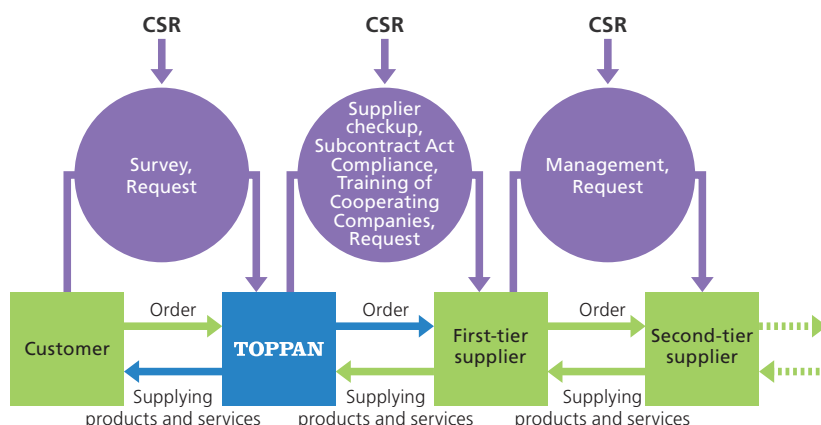 CSR
CSR
CSR
Survey,
Request
Supplier
checkup,
Subcontract Act
Compliance,
Training of
Cooperating
Companies,
Request
Management,
Request
Customer
Order
TOPPAN
Order
First-tier
supplier
Order
Second-tier
supplier
Supplying
products and services
Supplying
products and services
Supplying
products and services